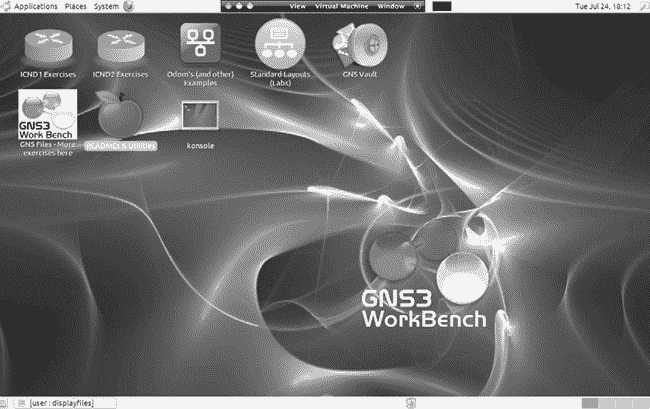 Applications Places System
View Virtual Machine Window
Tue Jul 24, 18:12
ICND1 Exercises
ICND2 Exercises
Odom's (and other)
Examples
Standard Layouts
(Labs)
GNS Vault
GNS3
Work Bench
GNS Files - More
exercises here
READMEs & Utilities
konsole
GNS3
WorkBench
[user : displayfiles]